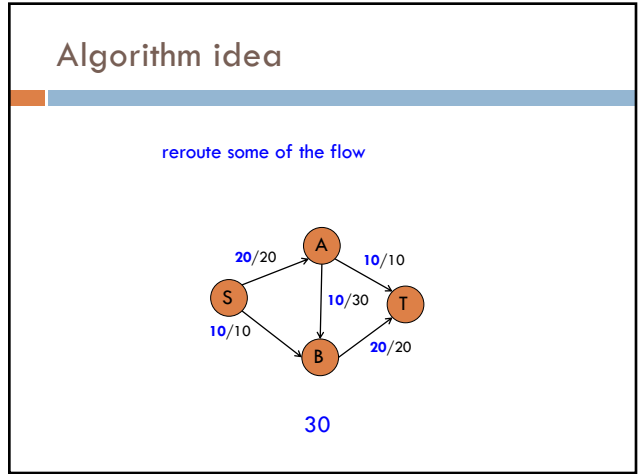 Algorithm idea
reroute some of the flow
A
20/20
10/10
S
10/30
T
10/10
20/20
B
30